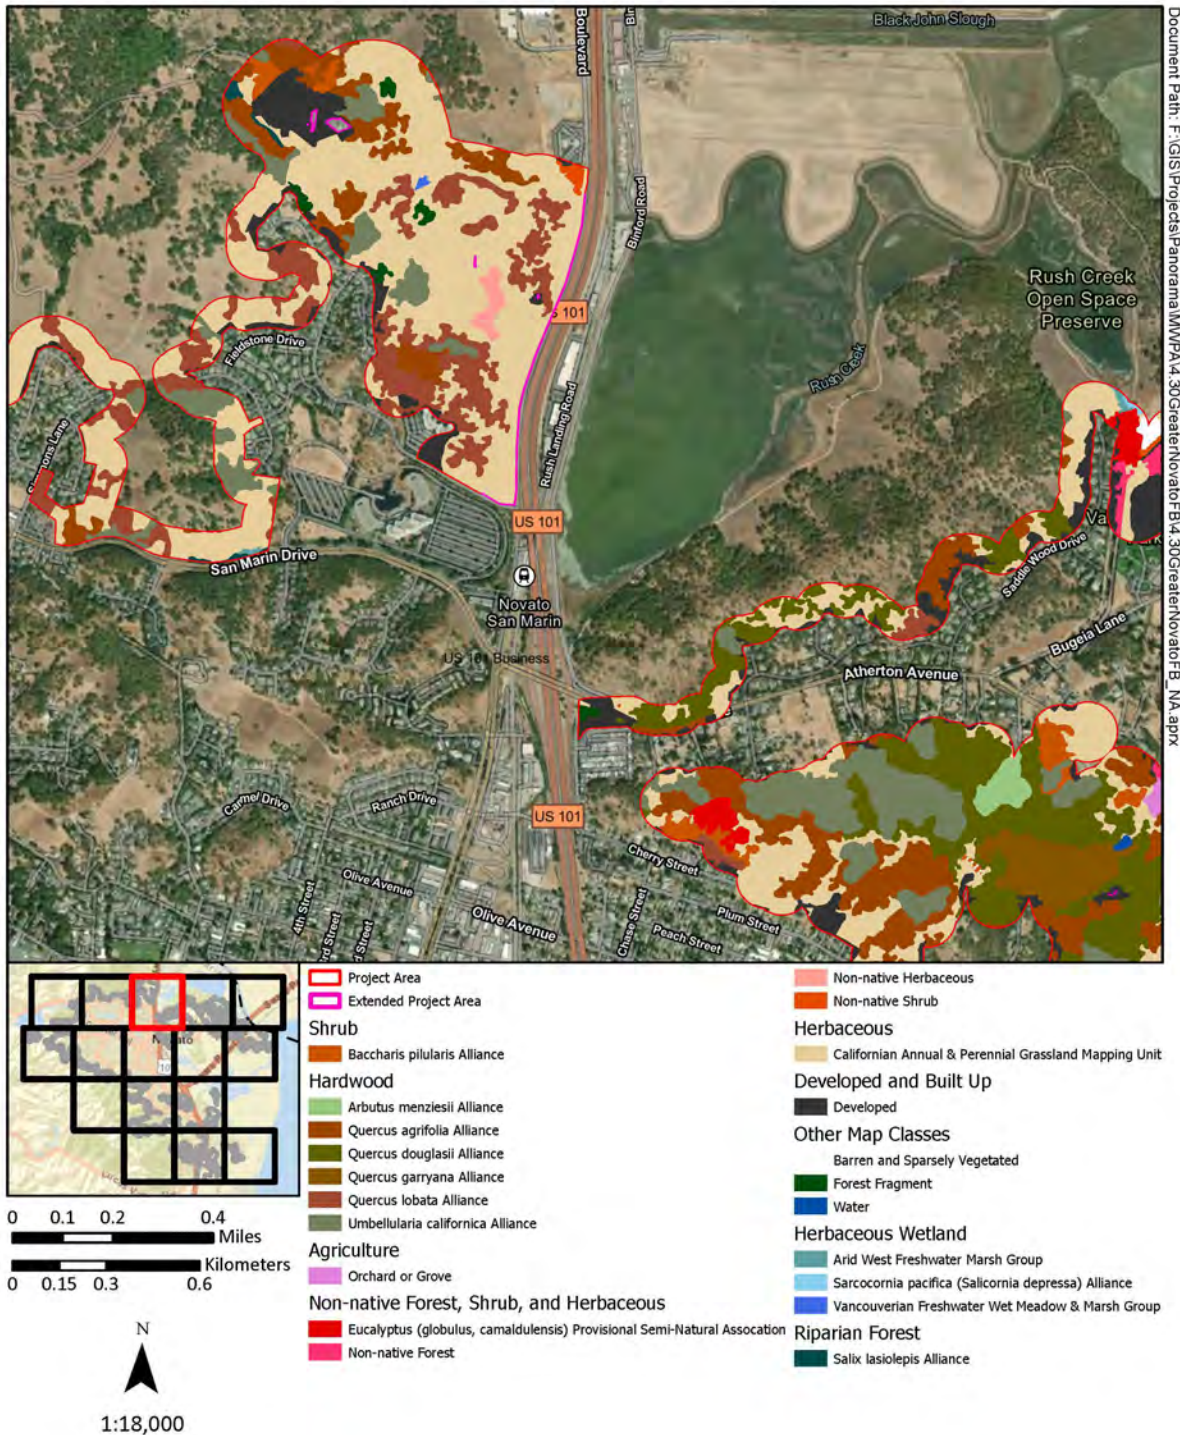 Black John Slough
Boulevard
Binford Road
Rush Creek
Open Space
Preserve
US 101
Rush Creek
Fieldstone Drive
Rush Landing Road
Simmons Lane
US 101
San Marin Drive
Novato
San Marin
US 101 Business
Saddle Wood Drive
Bugeia Lane
Atherton Avenue
Carmel Drive
Ranch Drive
US 101
Cherry Street
Olive Avenue
Olive Avenue
4th Street
Chase Street
Plum Street
Peach Street
Document Path: F:\GIS\Projects\Panorama\MWPA\4.30GreaterNovatoFB\4.30GreaterNovatoFB_NA.aprx
0 0.1 0.2 0.4
Miles
Kilometers
0 0.15 0.3 0.6
N
1:18,000
Project Area
Extended Project Area
Shrub
Baccharis pilularis Alliance
Hardwood
Arbutus menziesii Alliance
Quercus agrifolia Alliance
Quercus douglasii Alliance
Quercus garryana Alliance
Quercus lobata Alliance
Umbellularia californica Alliance
Agriculture
Orchard or Grove
Non-native Forest, Shrub, and Herbaceous
Eucalyptus (globulus, camaldulensis) Provisional Semi-Natural Assocation
Non-native Forest
Non-native Herbaceous
Non-native Shrub
Herbaceous
Californian Annual & Perennial Grassland Mapping Unit
Developed and Built Up
Developed
Other Map Classes
Barren and Sparsely Vegetated
Forest Fragment
Water
Herbaceous Wetland
Arid West Freshwater Marsh Group
Sarcocornia pacifica (Salicornia depressa) Alliance
Vancouverian Freshwater Wet Meadow & Marsh Group
Riparian Forest
Salix lasiolepis Alliance